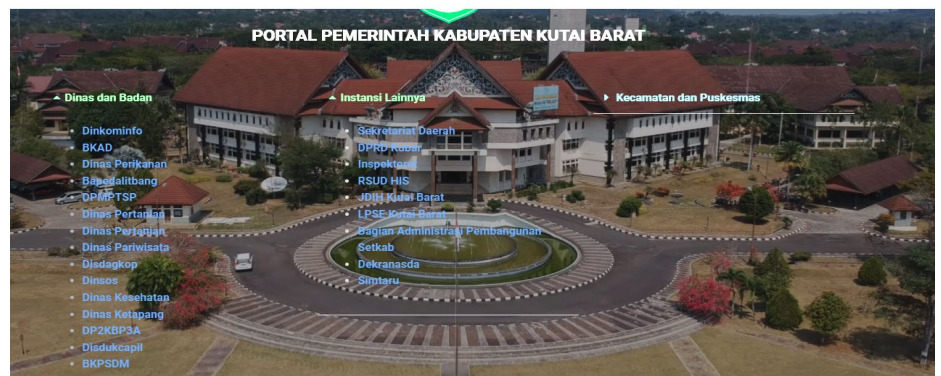 PORTAL PEMERINTAH KABUPATEN KUTAI BARAT
Dinas dan Badan
Dinkominfo
BKAD
Dinas Perikanan
Bapedalitbang
DPMPTSP
Dinas Pertanian
Dinas Pertanian
Dinas Pariwisata
Disdagkop
Dinsos
Dinas Kesehatan
Dinas Ketapang
DP2KBP3A
Disdukcapil
BKPSDM
Instansi Lainnya
Sekretariat Daerah
DPRD Kubar
Inspektorat
RSUD HIS
JDIH Kutai Barat
LPSE Kutai Barat
Bagian Administrasi Pembangunan
Setkab
Dekranasda
Simtaru
Kecamatan dan Puskesmas